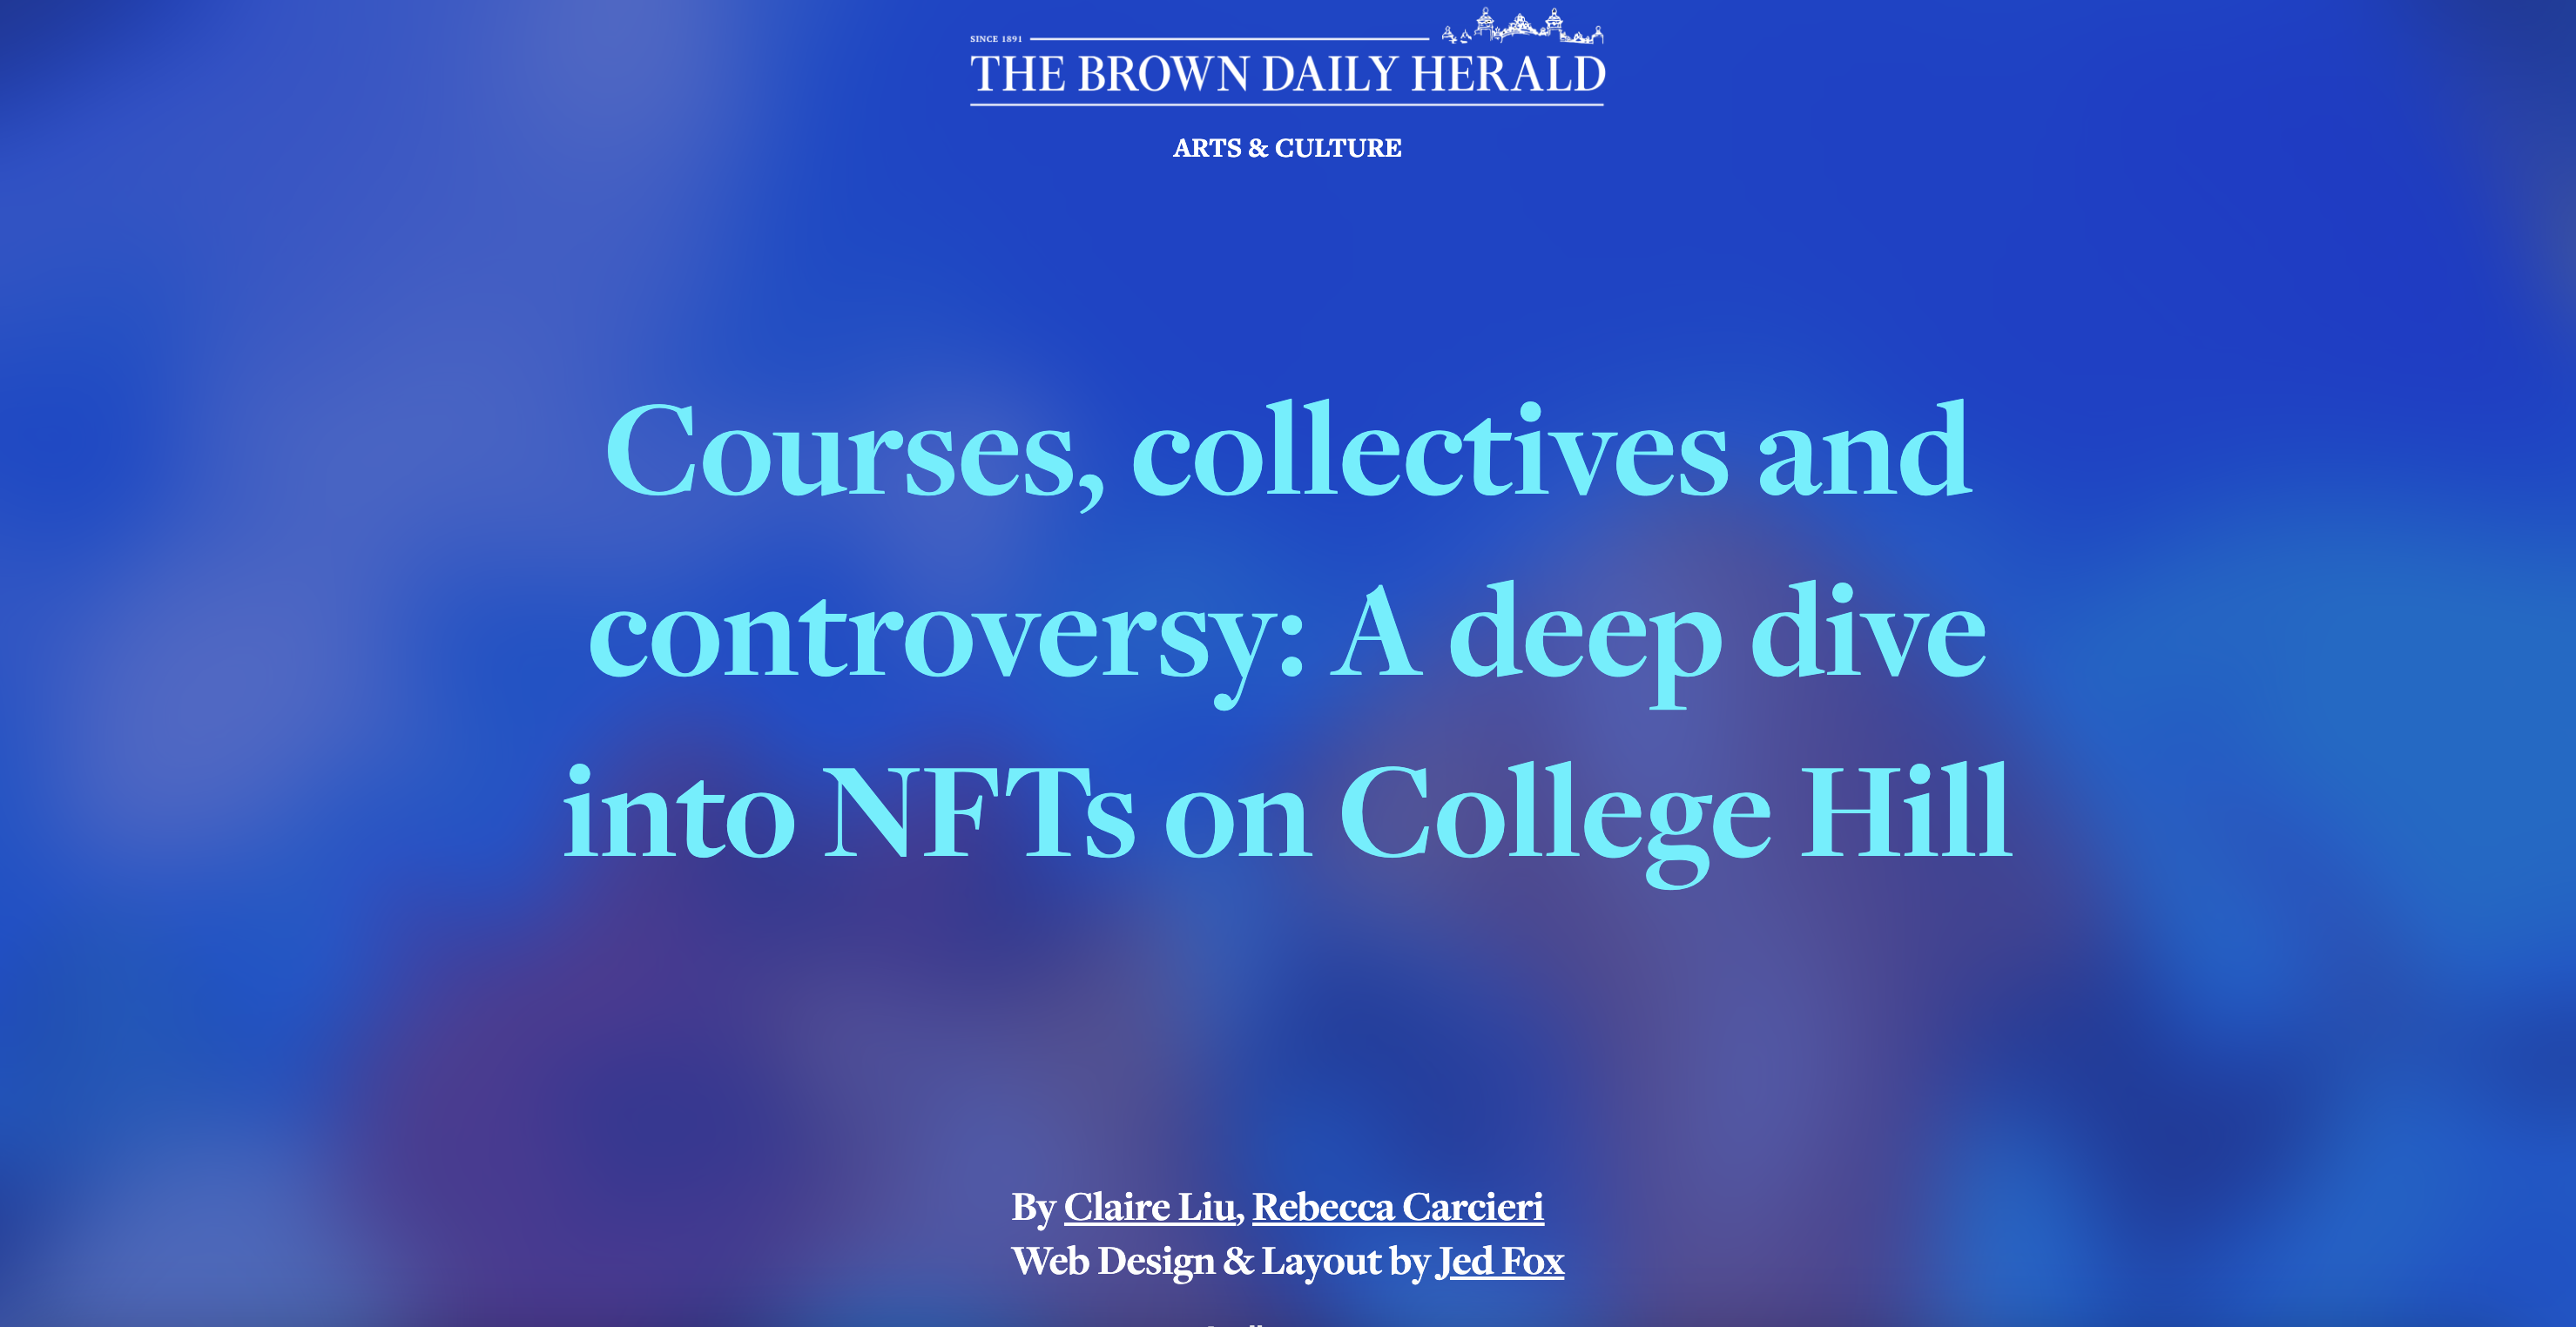 SINCE 1891
THE BROWN DAILY HERALD
ARTS & CULTURE
Courses, collectives and
controversy: A deep dive
into NFTs on College Hill
By Claire Liu, Rebecca Carcieri
Web Design & Layout by Jed Fox